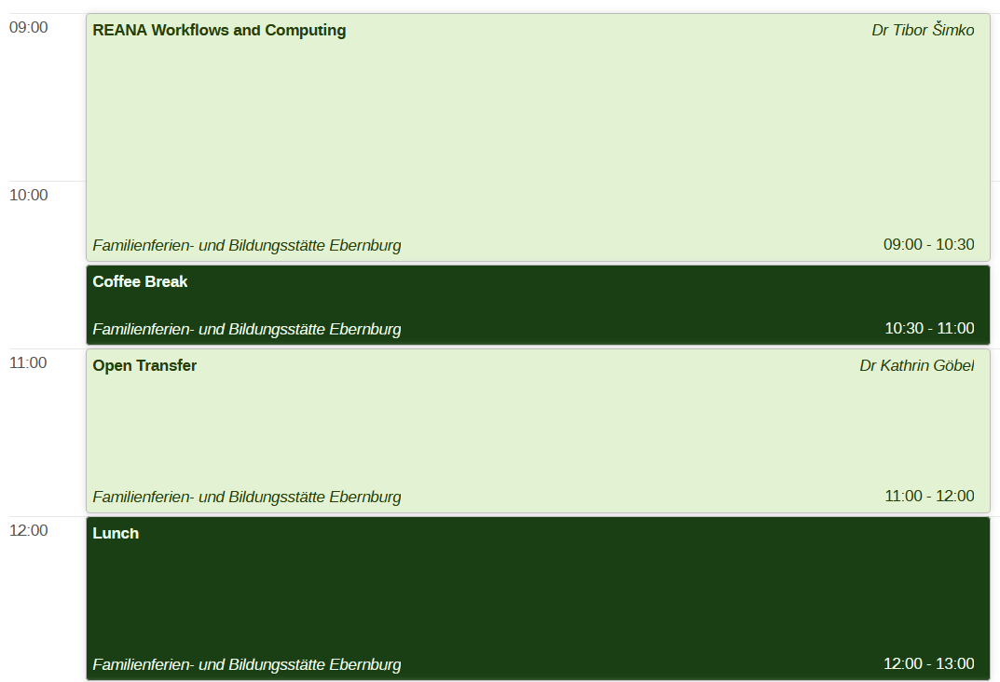 09:00
REANA Workflows and Computing Dr Tibor Šimko
10:00
Familienferien- und Bildungsstätte Ebernburg 09:00 - 10:30
Coffee Break
Familienferien- und Bildungsstätte Ebernburg 10:30 - 11:00
11:00
Open Transfer Dr Kathrin Göbel
Familienferien- und Bildungsstätte Ebernburg 11:00 - 12:00
12:00
Lunch
Familienferien- und Bildungsstätte Ebernburg 12:00 - 13:00